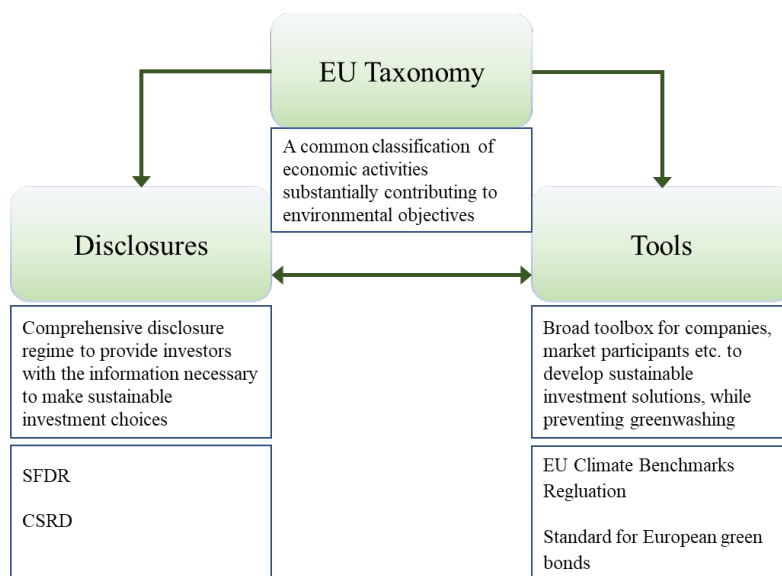 EU Taxonomy
A common classification of
economic activities
substantially contributing to
environmental objectives
Disclosures
Comprehensive disclosure
regime to provide investors
with the information necessary
to make sustainable
investment choices
SFDR
CSRD
Tools
Broad toolbox for companies,
market participants etc. to
develop sustainable
investment solutions, while
preventing greenwashing
EU Climate Benchmarks
Regluation
Standard for European green
bonds